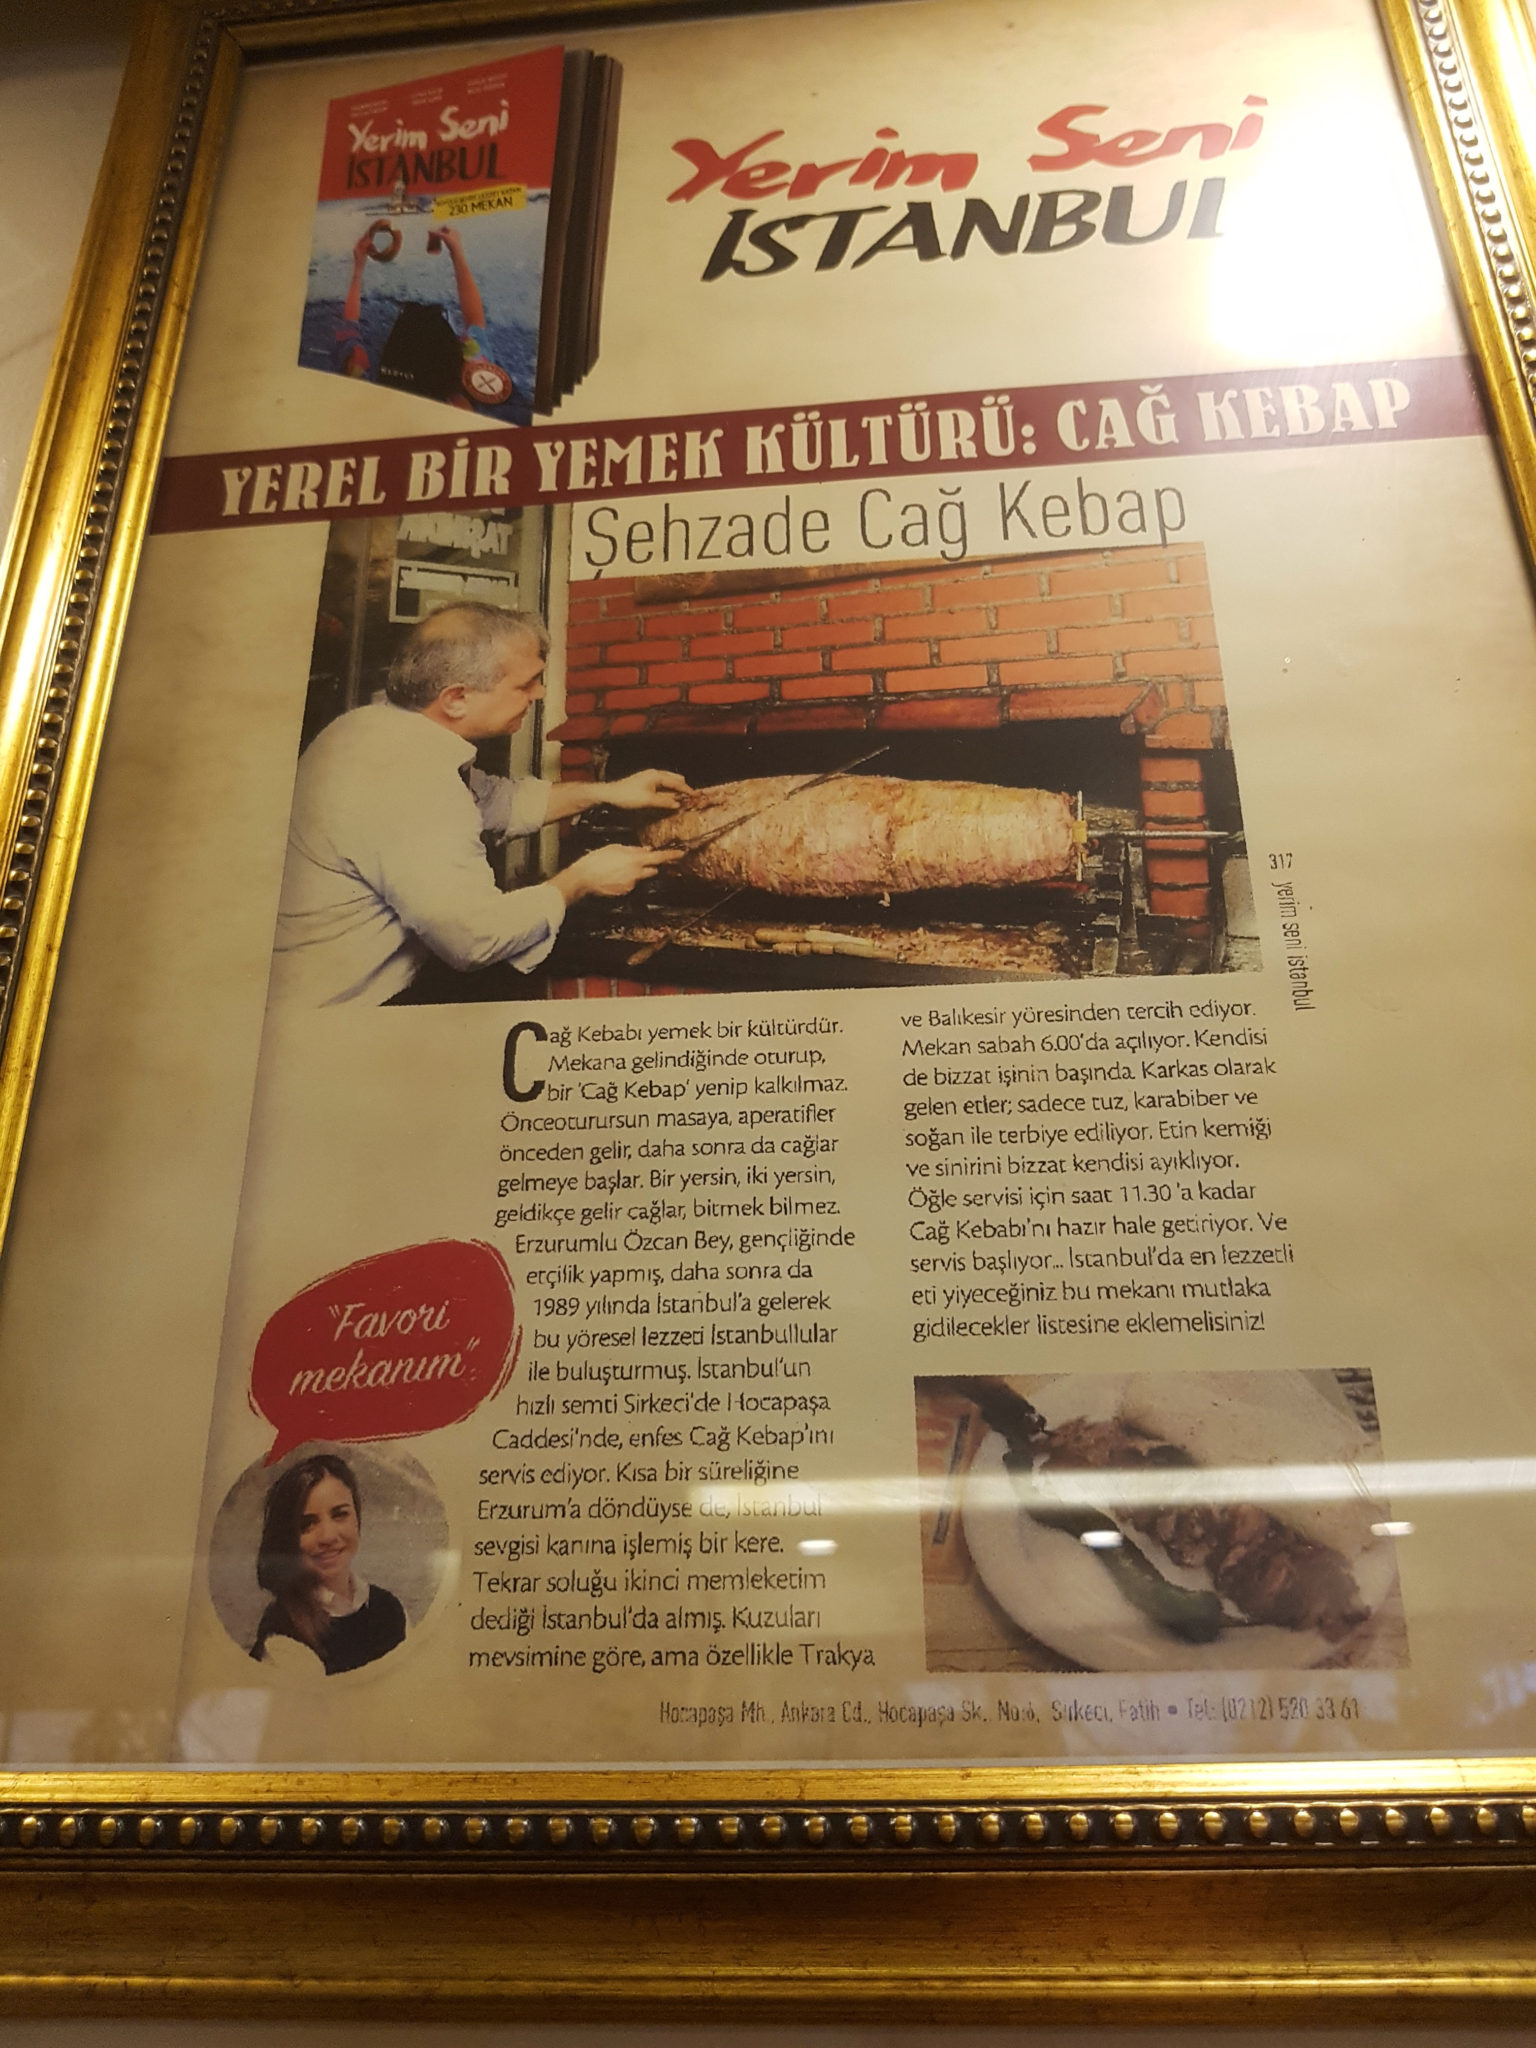 Yerim Seni
İSTANBUL
230 MEKAN
Yerim Seni
İSTANBUL
YEREL BİR YEMEK KÜLTÜRÜ: CAĞ KEBAP
Şehzade Cağ Kebap
317 yerim seni istanbul
Cağ Kebabı yemek bir kültürdür.
Mekana gelindiğinde oturup,
bir 'Cağ Kebap' yenip kalkılmaz.
Önceoturursun masaya, aperatifler
önceden gelir, daha sonra da cağlar
gelmeye başlar. Bir yersin, iki yersin,
geldikçe gelir cağlar, bitmek bilmez.
Erzurumlu Özcan Bey, gençliğinde
etçilik yapmış, daha sonra da
1989 yılında İstanbul'a gelerek
bu yöresel lezzeti İstanbullular
ile buluşturmuş. İstanbul'un
hızlı semti Sirkeci'de Hocapaşa
Caddesi'nde, enfes Cağ Kebap'ını
servis ediyor. Kısa bir süreliğine
Erzurum'a döndüyse de, İstanbul
sevgisi kanına işlemiş bir kere.
Tekrar soluğu ikinci memleketim
dediği İstanbul'da almış. Kuzuları
mevsimine göre, ama özellikle Trakya
ve Balıkesir yöresinden tercih ediyor.
Mekan sabah 6.00'da açılıyor. Kendisi
de bizzat işinin başında. Karkas olarak
gelen etler; sadece tuz, karabiber ve
soğan ile terbiye ediliyor. Etin kemiği
ve sinirini bizzat kendisi ayıklıyor.
Öğle servisi için saat 11.30 'a kadar
Cağ Kebabı'nı hazır hale getiriyor. Ve
servis başlıyor... İstanbul'da en lezzetli
eti yiyeceğiniz bu mekanı mutlaka
gidilecekler listesine eklemelisiniz!
"Favori
mekanım"
Hocapaşa Mh., Ankara Cd., Hocapaşa Sk., No:6, Sirkeci, Fatih • Tel: (0212) 520 33 61